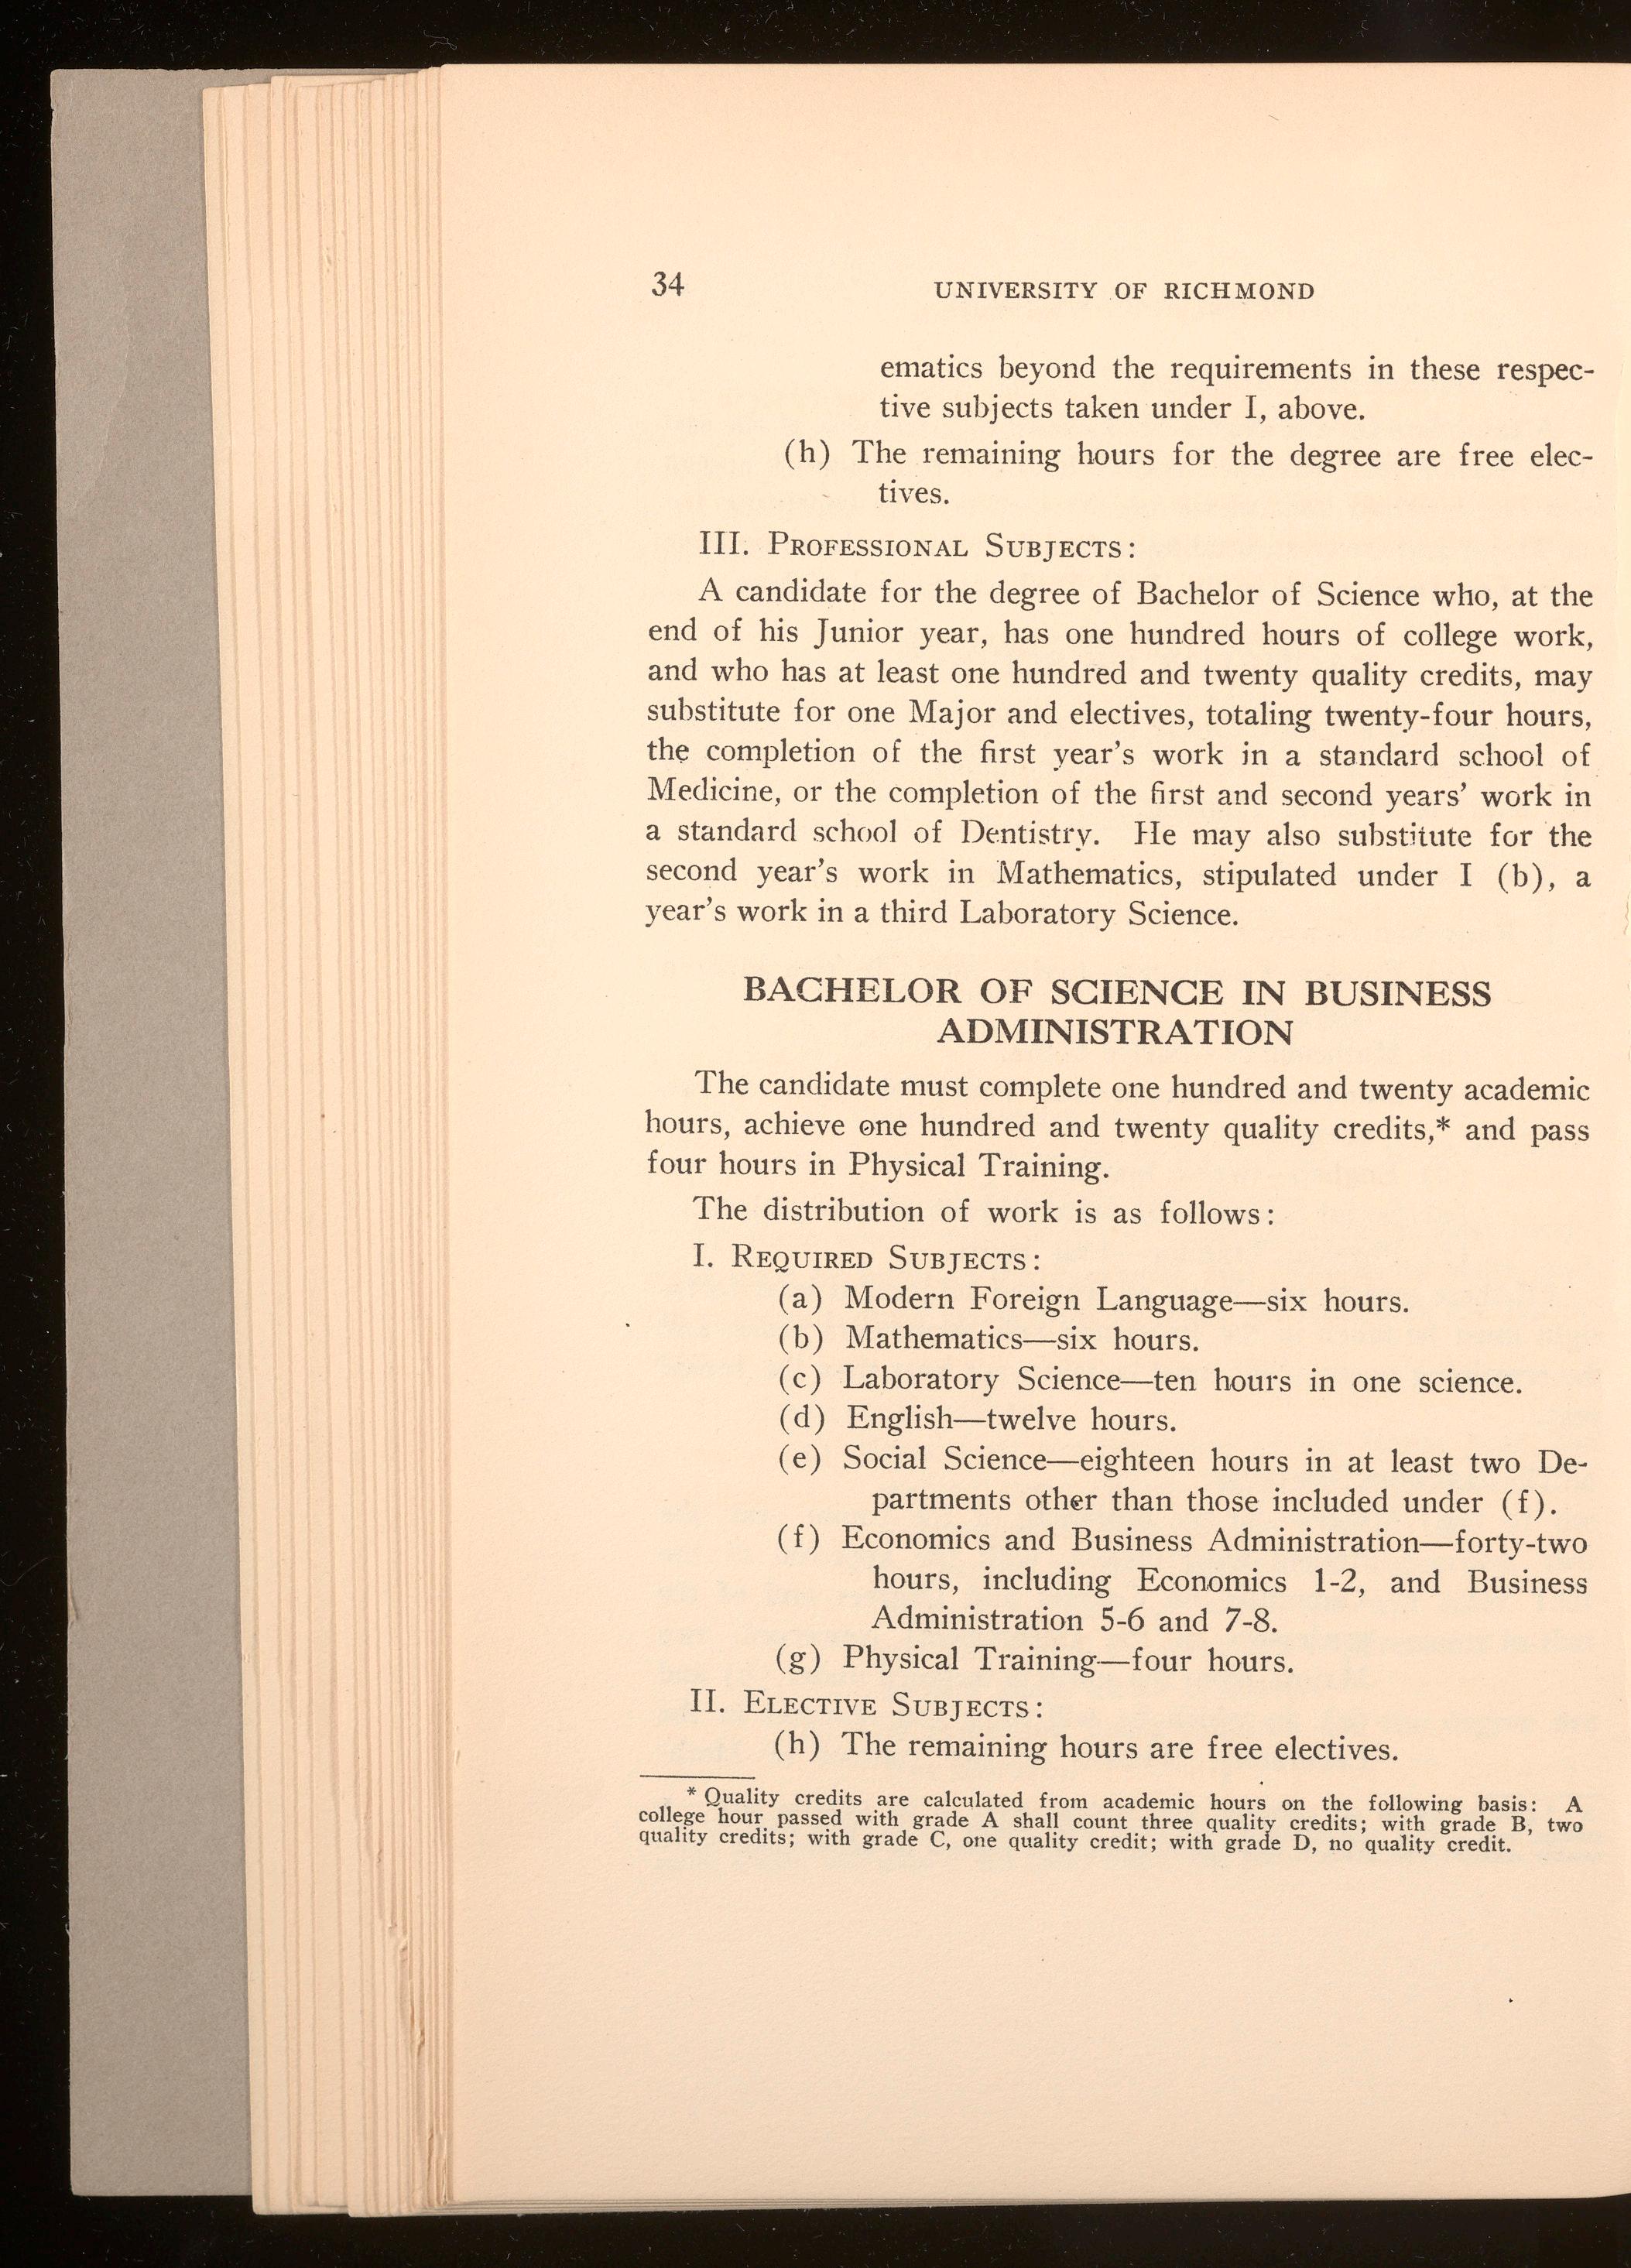 34
UNIVERSITY OF RICHMOND
ematics beyond the requirements in these respec-
tive subjects taken under I, above.
(h) The remaining hours for the degree are free elec-
tives.
III. PROFESSIONAL SUBJECTS:
A candidate for the degree of Bachelor of Science who, at the
end of his Junior year, has one hundred hours of college work,
and who has at least one hundred and twenty quality credits, may
substitute for one Major and electives, totaling twenty-four hours,
the completion of the first year's work in a standard school of
Medicine, or the completion of the first and second years' work in
a standard school of Dentistry. He may also substitute for the
second year's work in Mathematics, stipulated under I (b), a
year's work in a third Laboratory Science.
BACHELOR OF SCIENCE IN BUSINESS
ADMINISTRATION
The candidate must complete one hundred and twenty academic
hours, achieve one hundred and twenty quality credits,* and pass
four hours in Physical Training.
The distribution of work is as follows:
I. REQUIRED SUBJECTS:
(a) Modern Foreign Language—six hours.
(b) Mathematics—six hours.
(c) Laboratory Science—ten hours in one science.
(d) English—twelve hours.
(e) Social Science—eighteen hours in at least two De-
partments other than those included under (f).
(f) Economics and Business Administration—forty-two
hours, including Economics 1-2, and Business
Administration 5-6 and 7-8.
(g) Physical Training—four hours.
II. ELECTIVE SUBJECTS:
(h) The remaining hours are free electives.
* Quality credits are calculated from academic hours on the following basis: A
college hour passed with grade A shall count three quality credits; with grade B, two
quality credits; with grade C, one quality credit; with grade D, no quality credit.